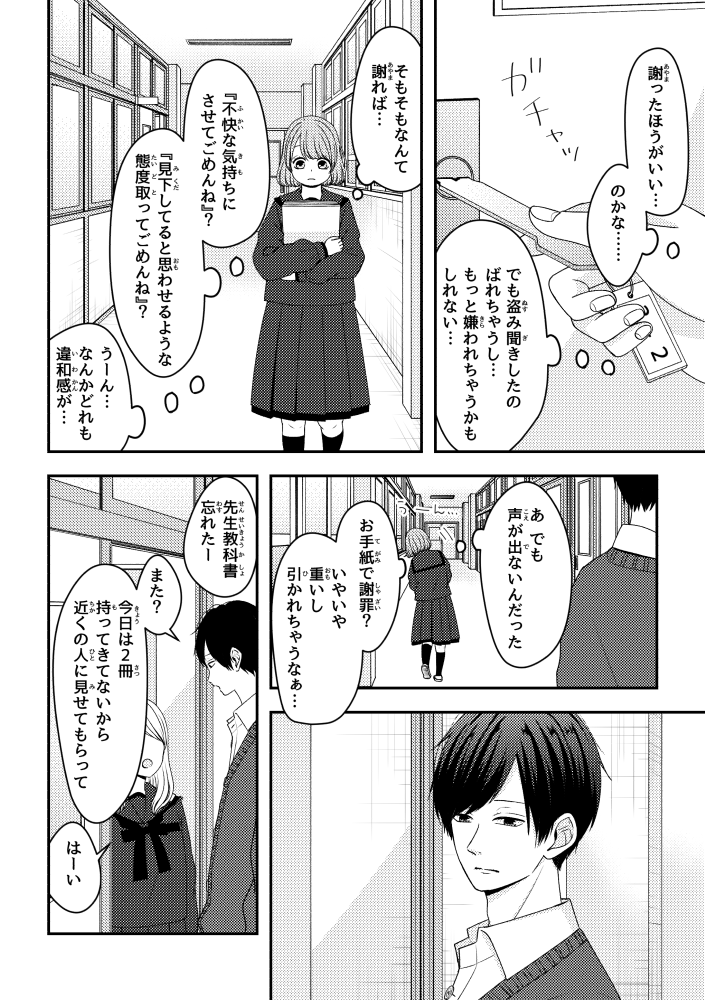 謝ったほうがいい…
のかな……
ガチャッ
でも盗み聞きしたの
ばれちゃうし…
もっと嫌われちゃうかも
しれない…
2
そもそもなんて
謝れば…
『不快な気持ちに
させてごめんね』？
『見下してると思わせるような
態度取ってごめんね』？
うーん…
なんかどれも
違和感が…
あ でも
声が出ないんだった
うーん…
お手紙で謝罪？
いやいや
重いし
引かれちゃうなぁ…
先生教科書
忘れたー
また？
今日は２冊
持ってきてないから
近くの人に見せてもらって
はーい